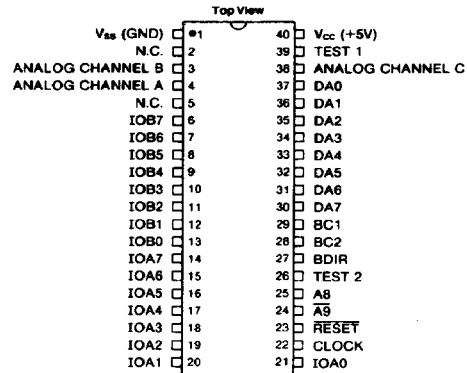 Top View
Vss (GND) 1 40 Vcc (+5V)
N.C. 2 39 TEST 1
ANALOG CHANNEL B 3 38 ANALOG CHANNEL C
ANALOG CHANNEL A 4 37 DA0
N.C. 5 36 DA1
IOB7 6 35 DA2
IOB6 7 34 DA3
IOB5 8 33 DA4
IOB4 9 32 DA5
IOB3 10 31 DA6
IOB2 11 30 DA7
IOB1 12 29 BC1
IOB0 13 28 BC2
IOA7 14 27 BDIR
IOA6 15 26 TEST 2
IOA5 16 25 A8
IOA4 17 24 A̅9̅
IOA3 18 23 R̅E̅S̅E̅T̅
IOA2 19 22 CLOCK
IOA1 20 21 IOA0